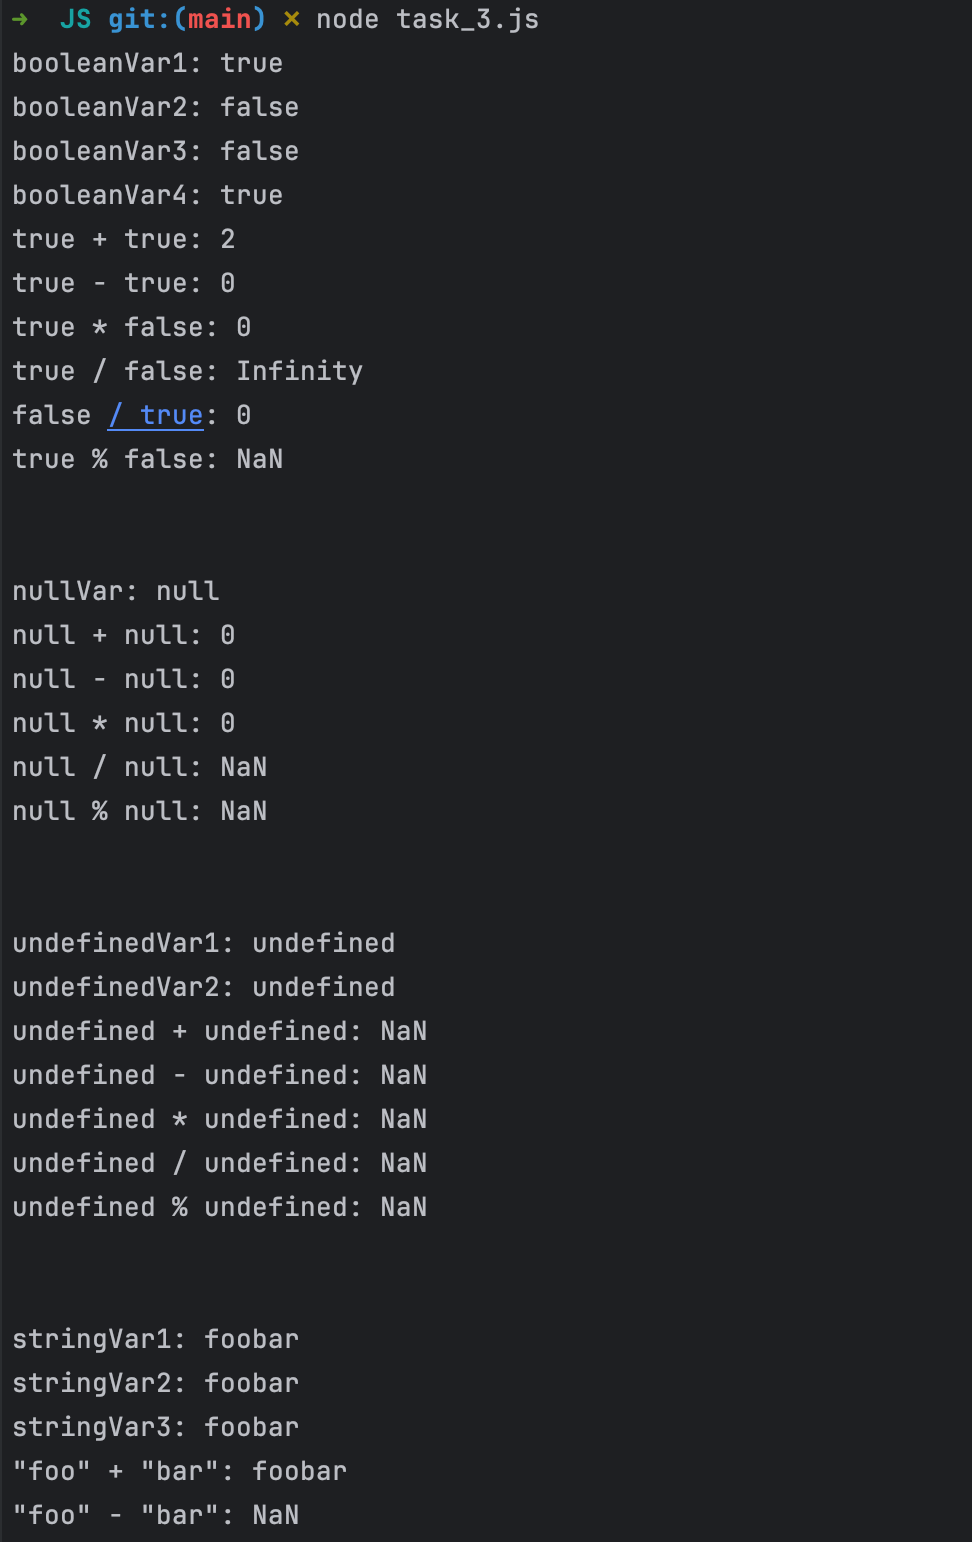 ➜ JS git:(main) ✗ node task_3.js
booleanVar1: true
booleanVar2: false
booleanVar3: false
booleanVar4: true
true + true: 2
true - true: 0
true * false: 0
true / false: Infinity
false / true: 0
true % false: NaN
nullVar: null
null + null: 0
null - null: 0
null * null: 0
null / null: NaN
null % null: NaN
undefinedVar1: undefined
undefinedVar2: undefined
undefined + undefined: NaN
undefined - undefined: NaN
undefined * undefined: NaN
undefined / undefined: NaN
undefined % undefined: NaN
stringVar1: foobar
stringVar2: foobar
stringVar3: foobar
"foo" + "bar": foobar
"foo" - "bar": NaN